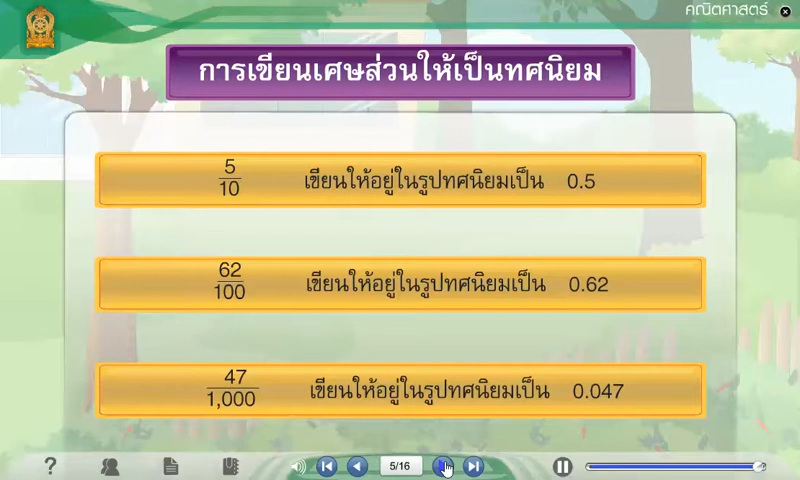 คณิตศาสตร์
การเขียนเศษส่วนให้เป็นทศนิยม
5/10 เขียนให้อยู่ในรูปทศนิยมเป็น 0.5
62/100 เขียนให้อยู่ในรูปทศนิยมเป็น 0.62
47/1,000 เขียนให้อยู่ในรูปทศนิยมเป็น 0.047
? 5/16